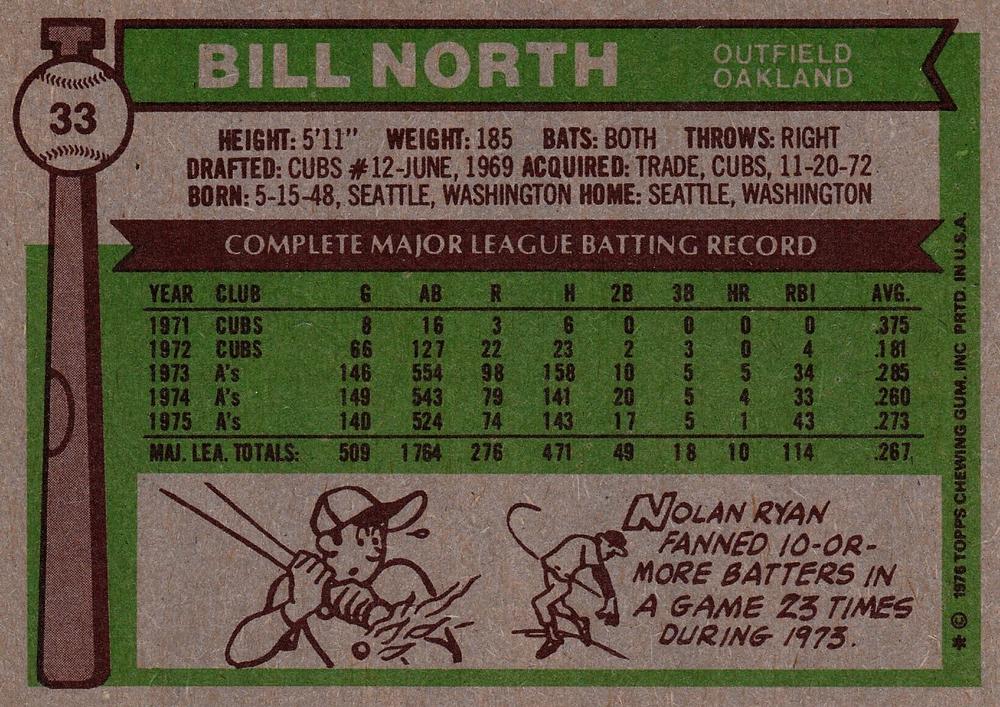 BILL NORTH
OUTFIELD
OAKLAND
33
HEIGHT: 5'11" WEIGHT: 185 BATS: BOTH THROWS: RIGHT
DRAFTED: CUBS #12-JUNE, 1969 ACQUIRED: TRADE, CUBS, 11-20-72
BORN: 5-15-48, SEATTLE, WASHINGTON HOME: SEATTLE, WASHINGTON
COMPLETE MAJOR LEAGUE BATTING RECORD
YEAR CLUB G AB R H 2B 3B HR RBI AVG.
1971 CUBS 8 16 3 6 0 0 0 0 .375
1972 CUBS 66 127 22 23 2 3 0 4 .181
1973 A's 146 554 98 158 10 5 5 34 .285
1974 A's 149 543 79 141 20 5 4 33 .260
1975 A's 140 524 74 143 17 5 1 43 .273
MAJ. LEA. TOTALS: 509 1764 276 471 49 18 10 114 .267
NOLAN RYAN
FANNED 10-OR-
MORE BATTERS IN
A GAME 23 TIMES
DURING 1973.
* © 1976 TOPPS CHEWING GUM, INC PRTD. IN U.S.A.